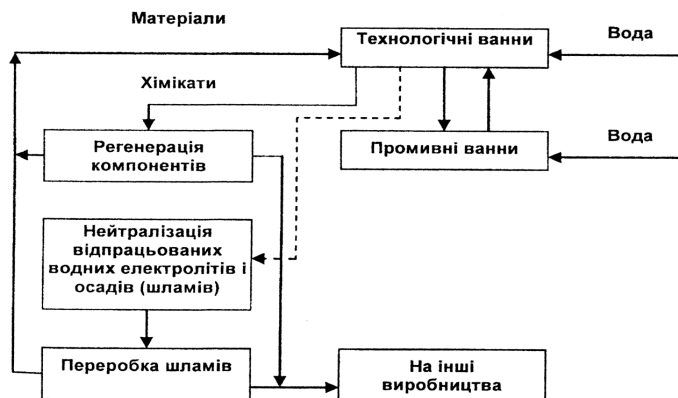 Матеріали
Технологічні ванни
Вода
Хімікати
Регенерація
компонентів
Промивні ванни
Вода
Нейтралізація
відпрацьованих
водних електролітів і
осадів (шламів)
Переробка шламів
На інші
виробництва